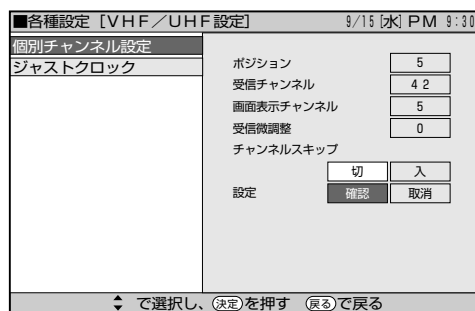 ■各種設定［VHF／UHF設定］ 9/15[水]PM 9:30
個別チャンネル設定
ジャストクロック
ポジション 5
受信チャンネル 42
画面表示チャンネル 5
受信微調整 0
チャンネルスキップ
切 入
設定 確認 取消
で選択し、決定を押す 戻るで戻る